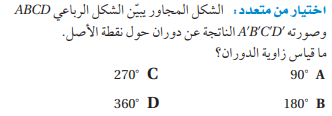 اختيار من متعدد: الشكل المجاور يبيّن الشكل الرباعي ABCD
وصورته A'B'C'D' الناتجة عن دوران حول نقطة الأصل.
ما قياس زاوية الدوران؟
90° A    270° C
180° B    360° D